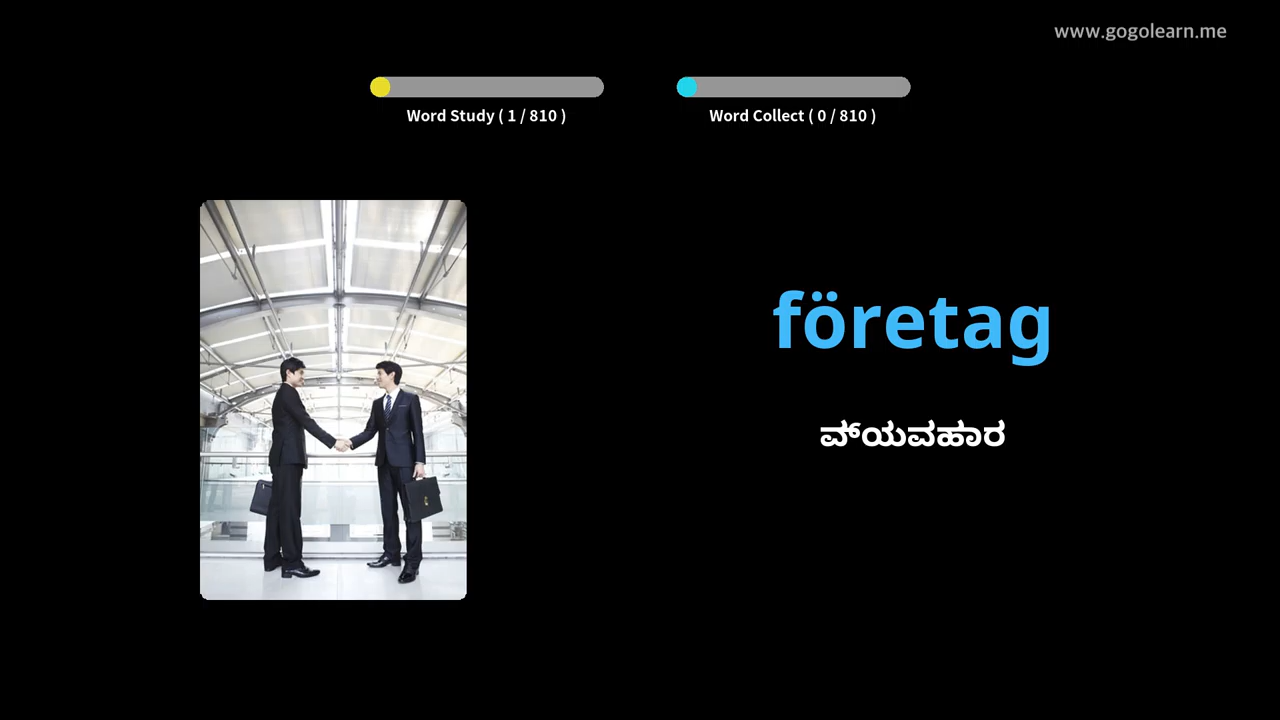 www.gogolearn.me
Word Study ( 1 / 810 )
Word Collect ( 0 / 810 )
företag
ವ್ಯವಹಾರ